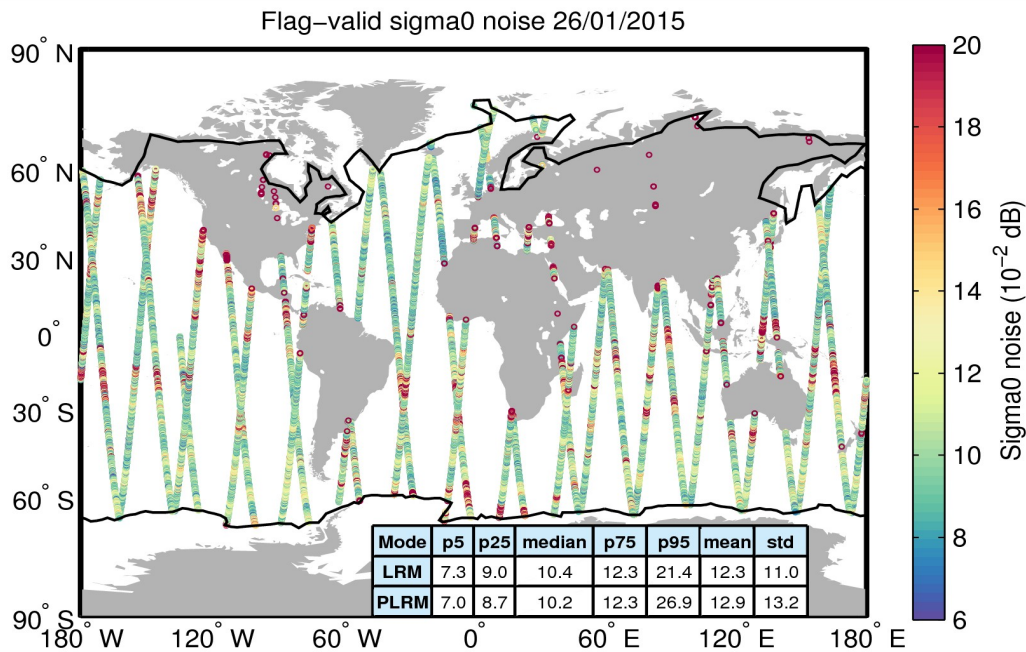 Flag−valid sigma0 noise 26/01/2015
90° N
60° N
30° N
0°
30° S
60° S
90° S
180° W
120° W
60° W
0°
60° E
120° E
180° E
Mode p5 p25 median p75 p95 mean std
LRM 7.3 9.0 10.4 12.3 21.4 12.3 11.0
PLRM 7.0 8.7 10.2 12.3 26.9 12.9 13.2
20
18
16
14
12
10
8
6
Sigma0 noise (10⁻² dB)